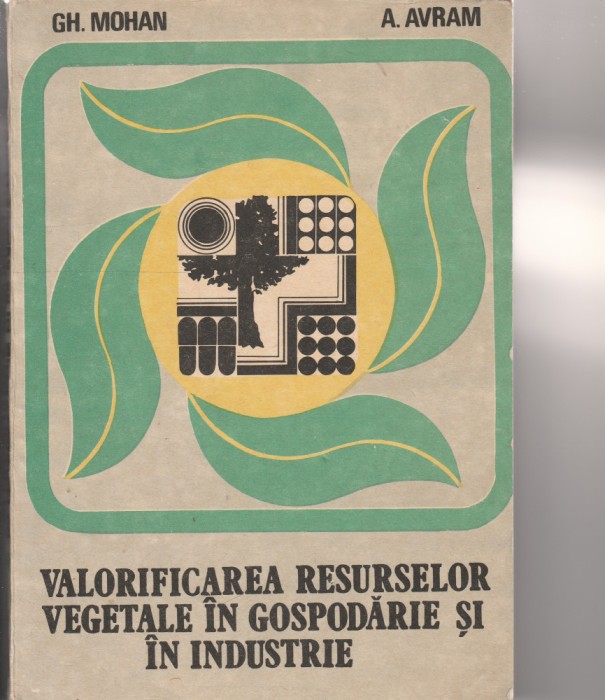 GH. MOHAN
A. AVRAM
VALORIFICAREA RESURSELOR
VEGETALE ÎN GOSPODĂRIE ȘI
ÎN INDUSTRIE